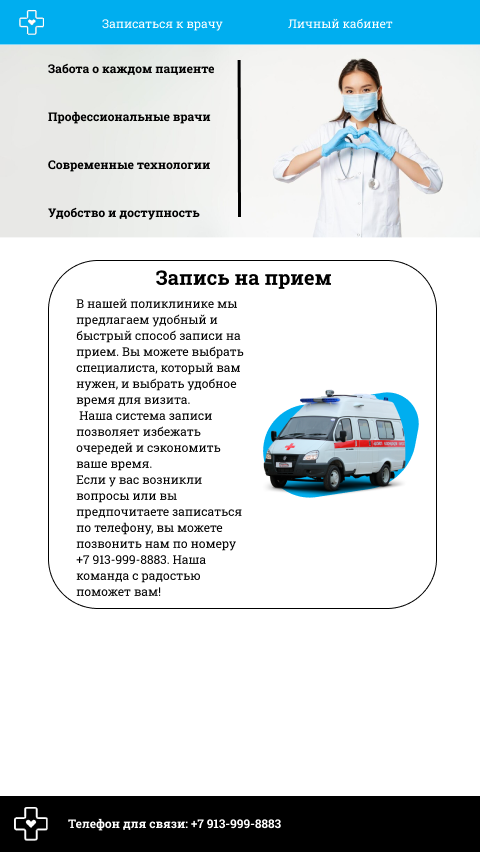 Записаться к врачу
Личный кабинет
Забота о каждом пациенте
Профессиональные врачи
Современные технологии
Удобство и доступность
Запись на прием
В нашей поликлинике мы
предлагаем удобный и
быстрый способ записи на
прием. Вы можете выбрать
специалиста, который вам
нужен, и выбрать удобное
время для визита.
Наша система записи
позволяет избежать
очередей и сэкономить
ваше время.
Если у вас возникли
вопросы или вы
предпочитаете записаться
по телефону, вы можете
позвонить нам по номеру
+7 913-999-8883. Наша
команда с радостью
поможет вам!
Телефон для связи: +7 913-999-8883